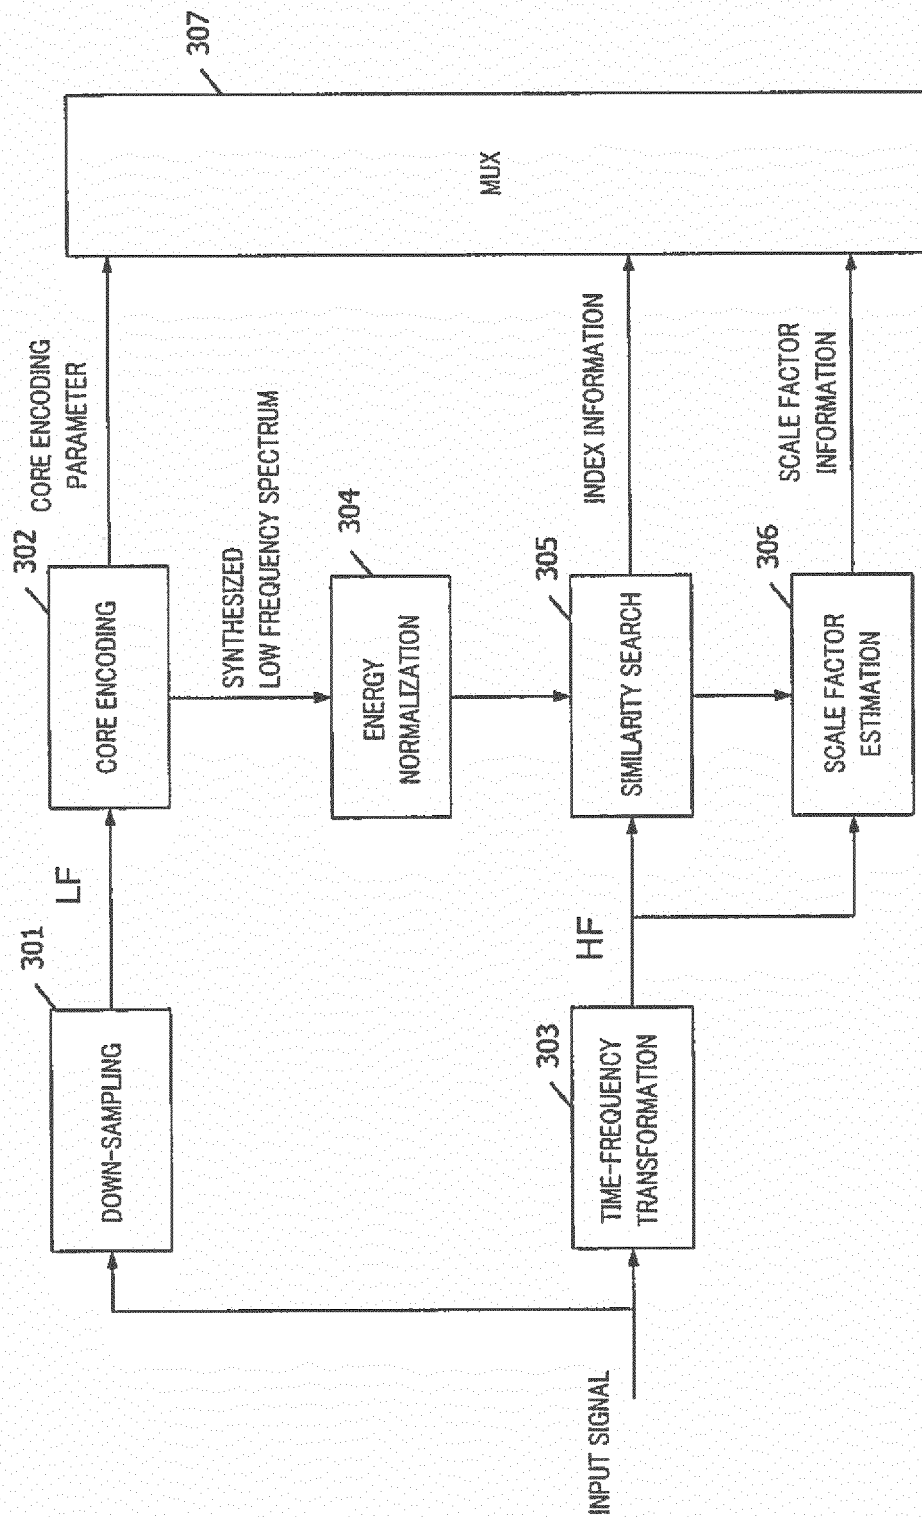 307
MUX
CORE ENCODING
PARAMETER
INDEX INFORMATION
SCALE FACTOR
INFORMATION
302
CORE ENCODING
SYNTHESIZED
LOW FREQUENCY SPECTRUM
304
ENERGY
NORMALIZATION
305
SIMILARITY SEARCH
306
SCALE FACTOR
ESTIMATION
LF
HF
301
DOWN-SAMPLING
303
TIME-FREQUENCY
TRANSFORMATION
INPUT SIGNAL